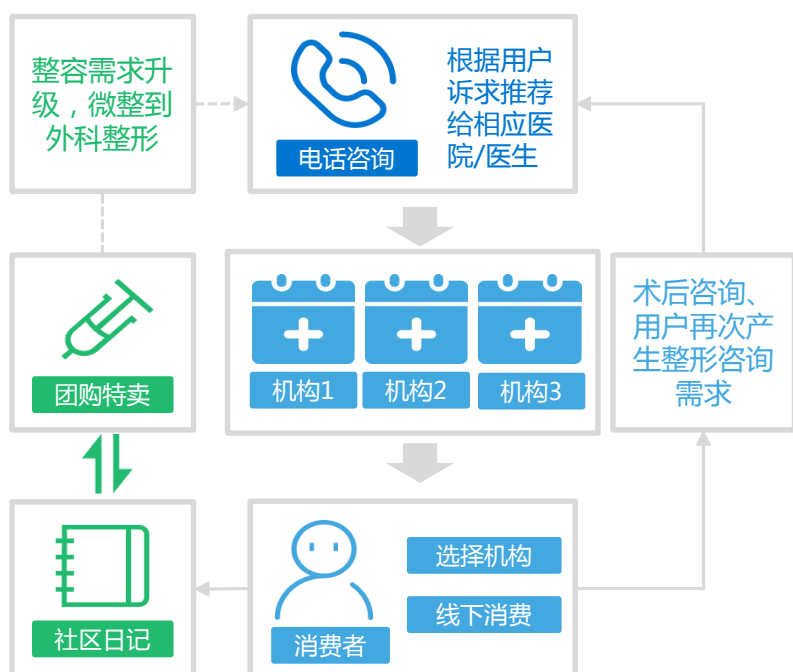 整容需求升
级，微整到
外科整形
电话咨询
根据用户
诉求推荐
给相应医
院/医生
团购特卖
机构1
机构2
机构3
术后咨询、
用户再次产
生整形咨询
需求
社区日记
消费者
选择机构
线下消费